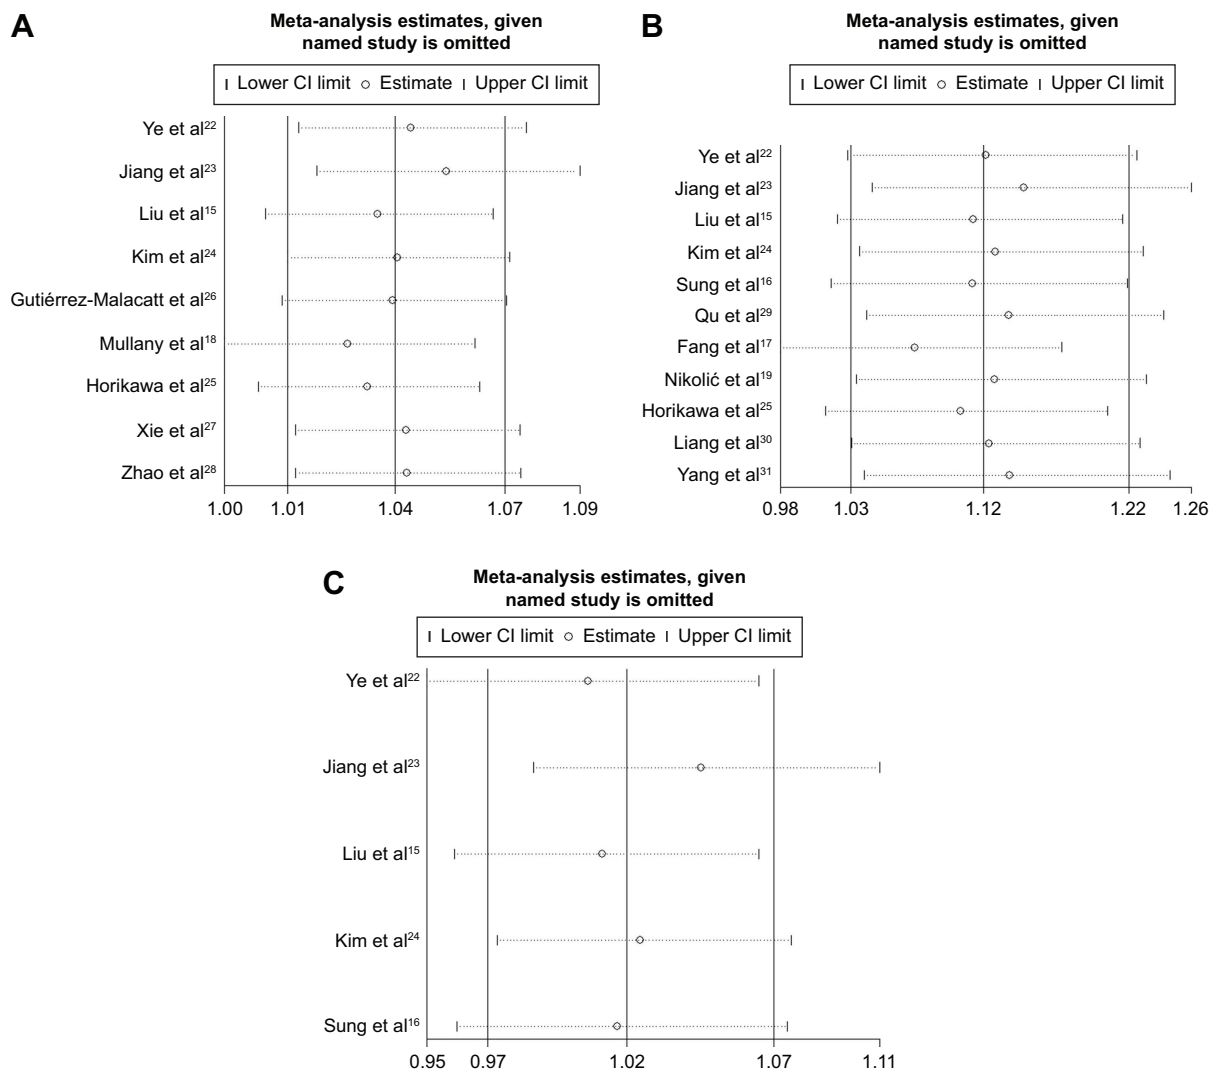 A
Meta-analysis estimates, given
named study is omitted
| Lower CI limit ○ Estimate | Upper CI limit
Ye et al²²
Jiang et al²³
Liu et al¹⁵
Kim et al²⁴
Gutiérrez-Malacatt et al²⁶
Mullany et al¹⁸
Horikawa et al²⁵
Xie et al²⁷
Zhao et al²⁸
1.00 1.01 1.04 1.07 1.09
B
Meta-analysis estimates, given
named study is omitted
| Lower CI limit ○ Estimate | Upper CI limit
Ye et al²²
Jiang et al²³
Liu et al¹⁵
Kim et al²⁴
Sung et al¹⁶
Qu et al²⁹
Fang et al¹⁷
Nikolić et al¹⁹
Horikawa et al²⁵
Liang et al³⁰
Yang et al³¹
0.98 1.03 1.12 1.22 1.26
C
Meta-analysis estimates, given
named study is omitted
| Lower CI limit ○ Estimate | Upper CI limit
Ye et al²²
Jiang et al²³
Liu et al¹⁵
Kim et al²⁴
Sung et al¹⁶
0.95 0.97 1.02 1.07 1.11